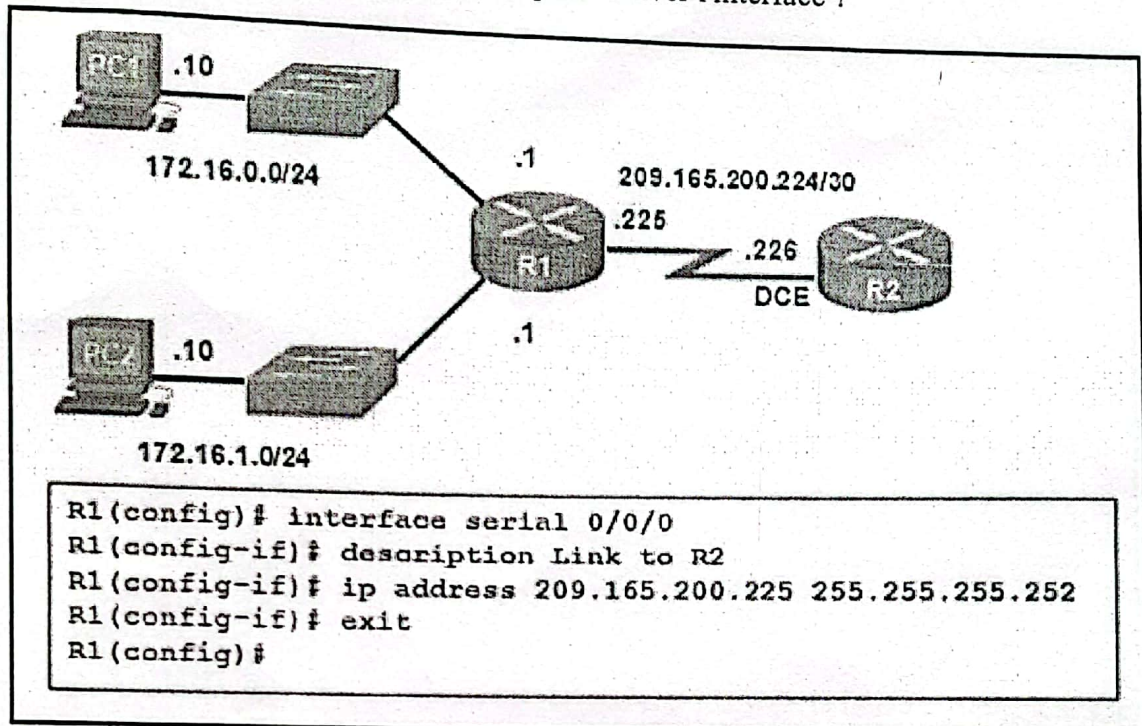 l'interface ?
PC1 .10
172.16.0.0/24
.1
209.165.200.224/30
.225
R1
.226
DCE
R2
.1
PC2 .10
172.16.1.0/24
R1(config)# interface serial 0/0/0
R1(config-if)# description Link to R2
R1(config-if)# ip address 209.165.200.225 255.255.255.252
R1(config-if)# exit
R1(config)#